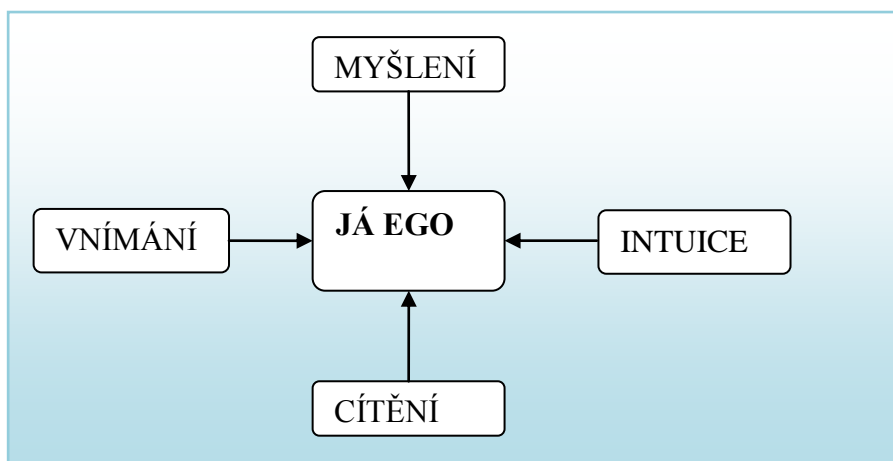 MYŠLENÍ
JÁ EGO
VNÍMÁNÍ
INTUICE
CÍTĚNÍ